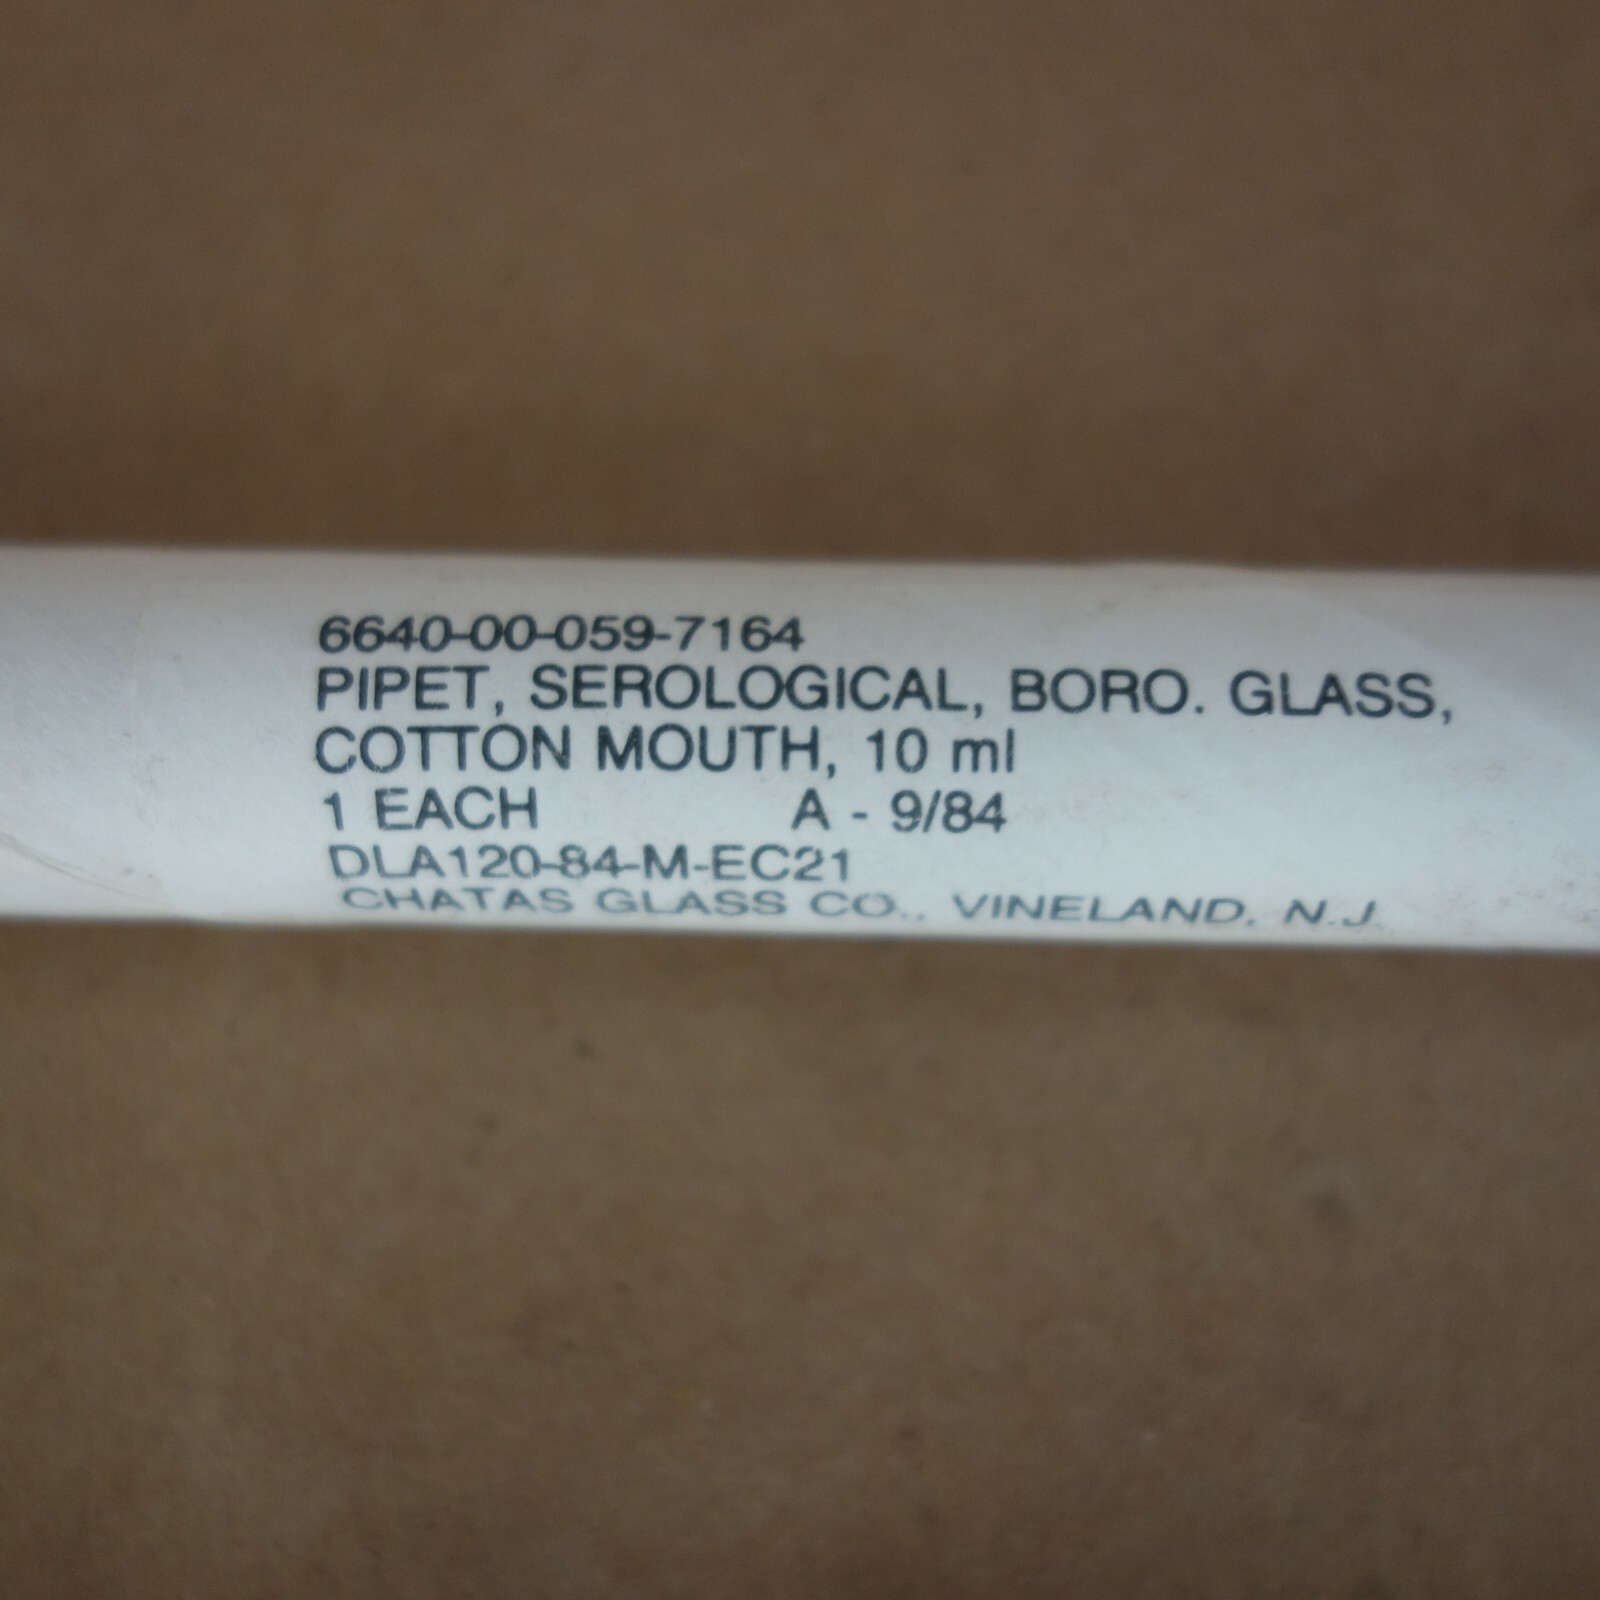 6640-00-059-7164
PIPET, SEROLOGICAL, BORO. GLASS,
COTTON MOUTH, 10 ml
1 EACH A - 9/84
DLA120-84-M-EC21
CHATAS GLASS CO., VINELAND, N.J.